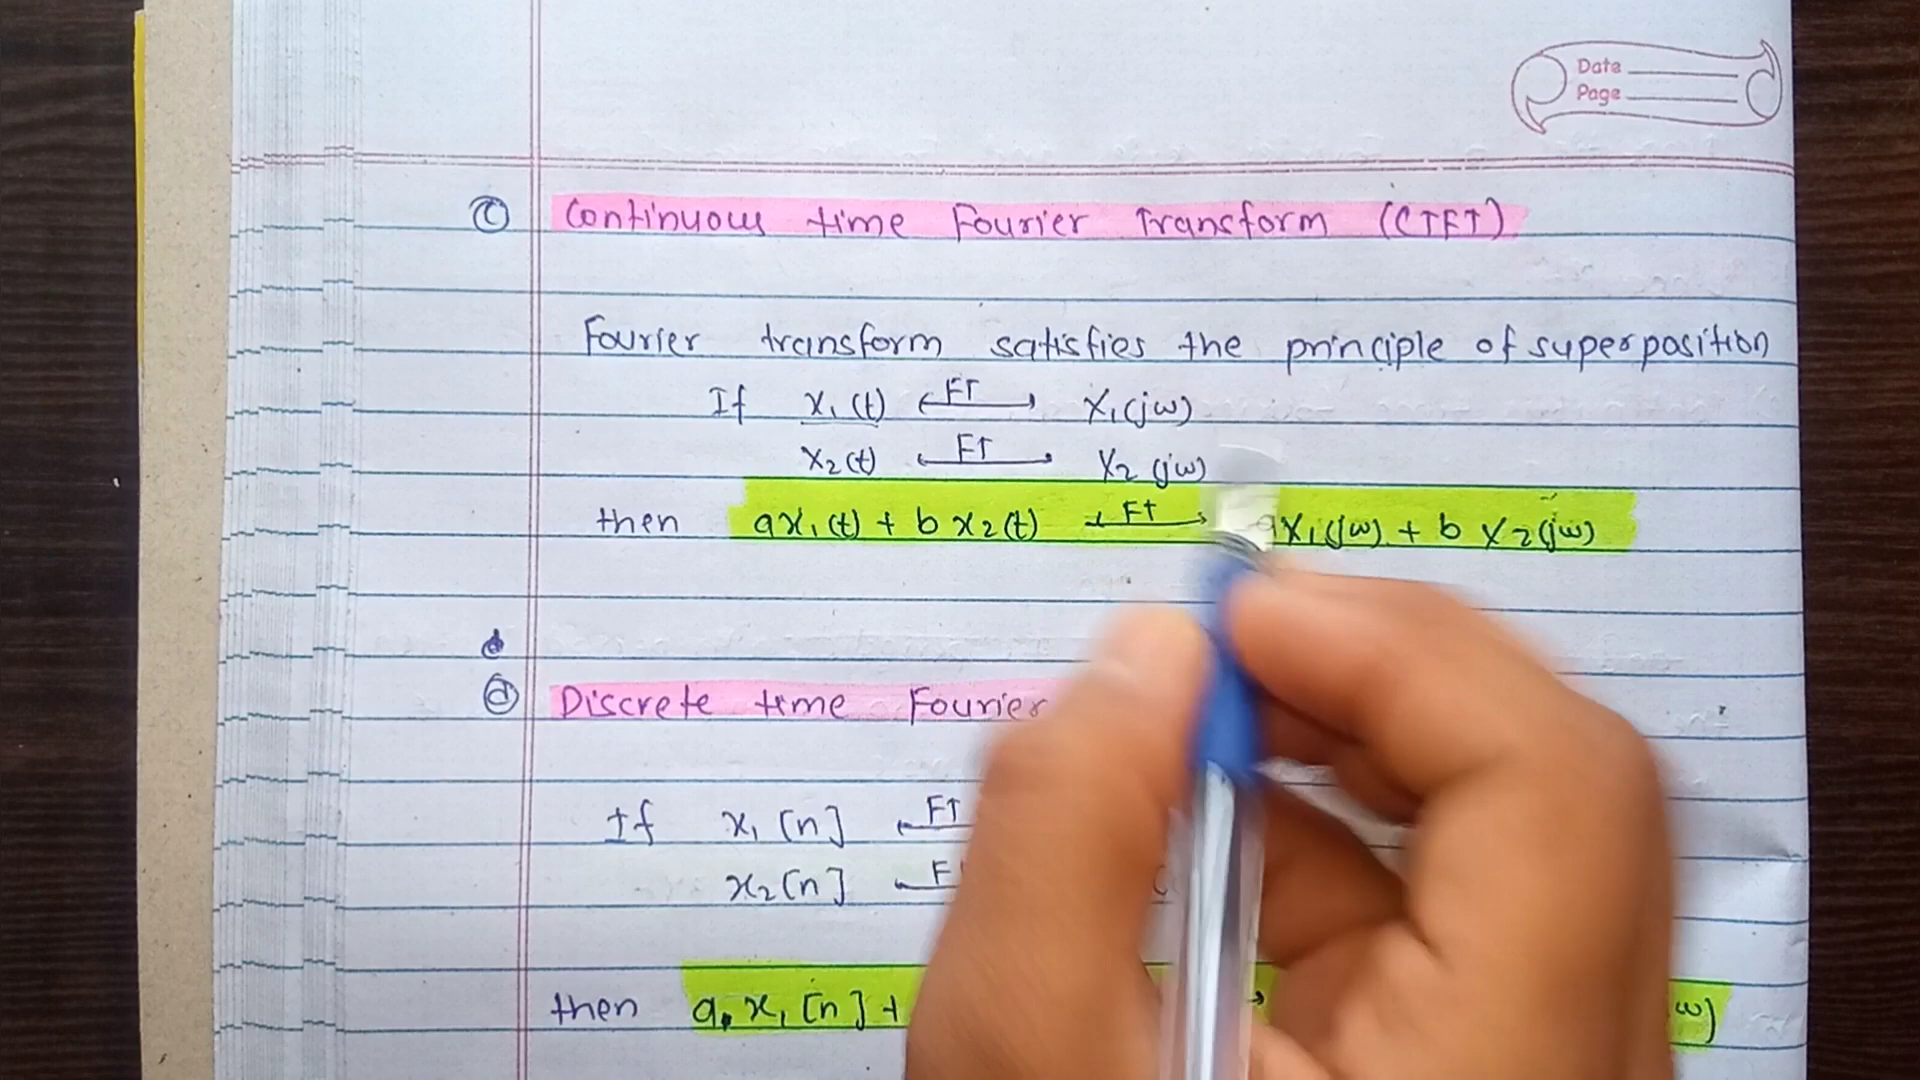 Date
Page
(C) Continuous time Fourier Transform (CTFT)
Fourier transform satisfies the principle of superposition
If x₁(t) ←FT→ X₁(jω)
x₂(t) ←FT→ X₂(jω)
then ax₁(t) + b x₂(t) ←FT→ aX₁(jω) + b X₂(jω)
d
(d) Discrete time Fourier
If x₁[n] ←FT
x₂[n] ←
then a x₁[n] + → ω)